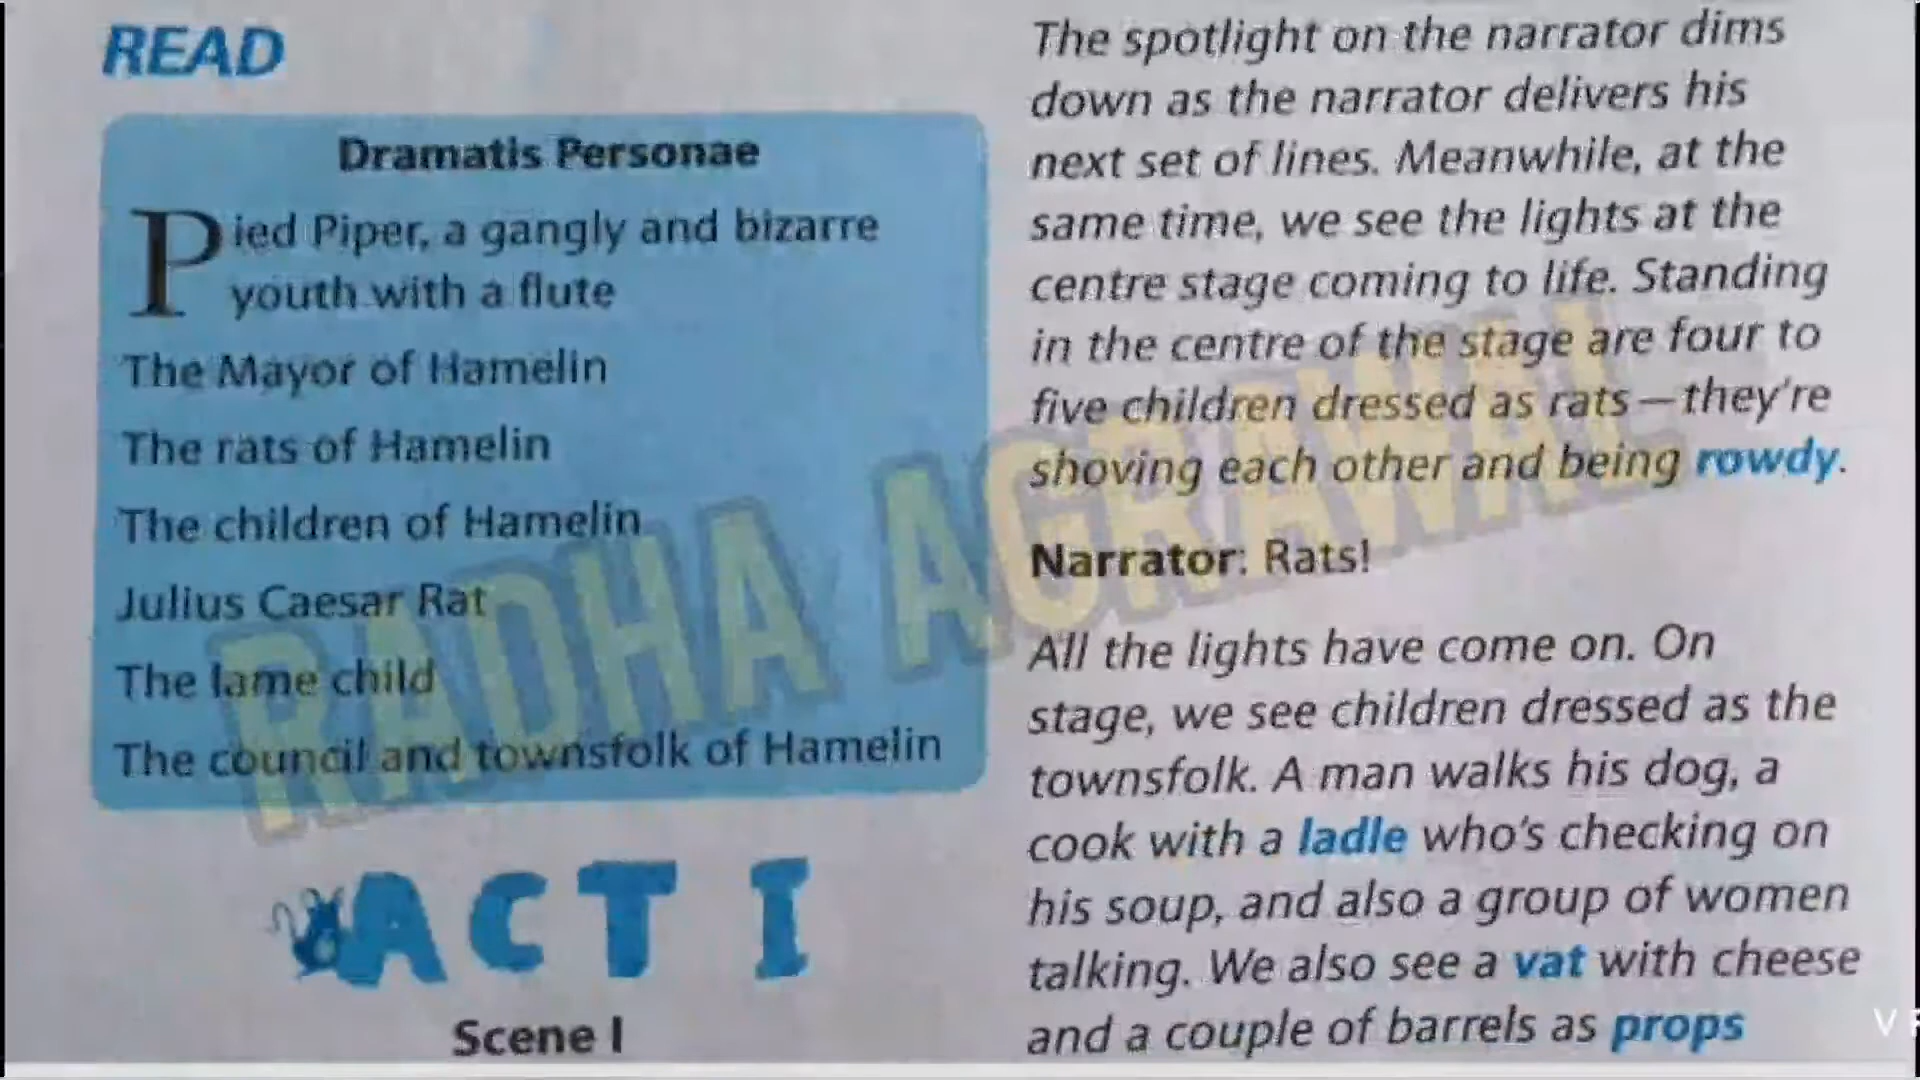 READ
Dramatis Personae
Pied Piper, a gangly and bizarre
youth with a flute
The Mayor of Hamelin
The rats of Hamelin
The children of Hamelin
Julius Caesar Rat
The lame child
The council and townsfolk of Hamelin
ACT I
Scene I
The spotlight on the narrator dims
down as the narrator delivers his
next set of lines. Meanwhile, at the
same time, we see the lights at the
centre stage coming to life. Standing
in the centre of the stage are four to
five children dressed as rats—they're
shoving each other and being rowdy.
Narrator: Rats!
All the lights have come on. On
stage, we see children dressed as the
townsfolk. A man walks his dog, a
cook with a ladle who's checking on
his soup, and also a group of women
talking. We also see a vat with cheese
and a couple of barrels as props
RADHA AGRAWAL